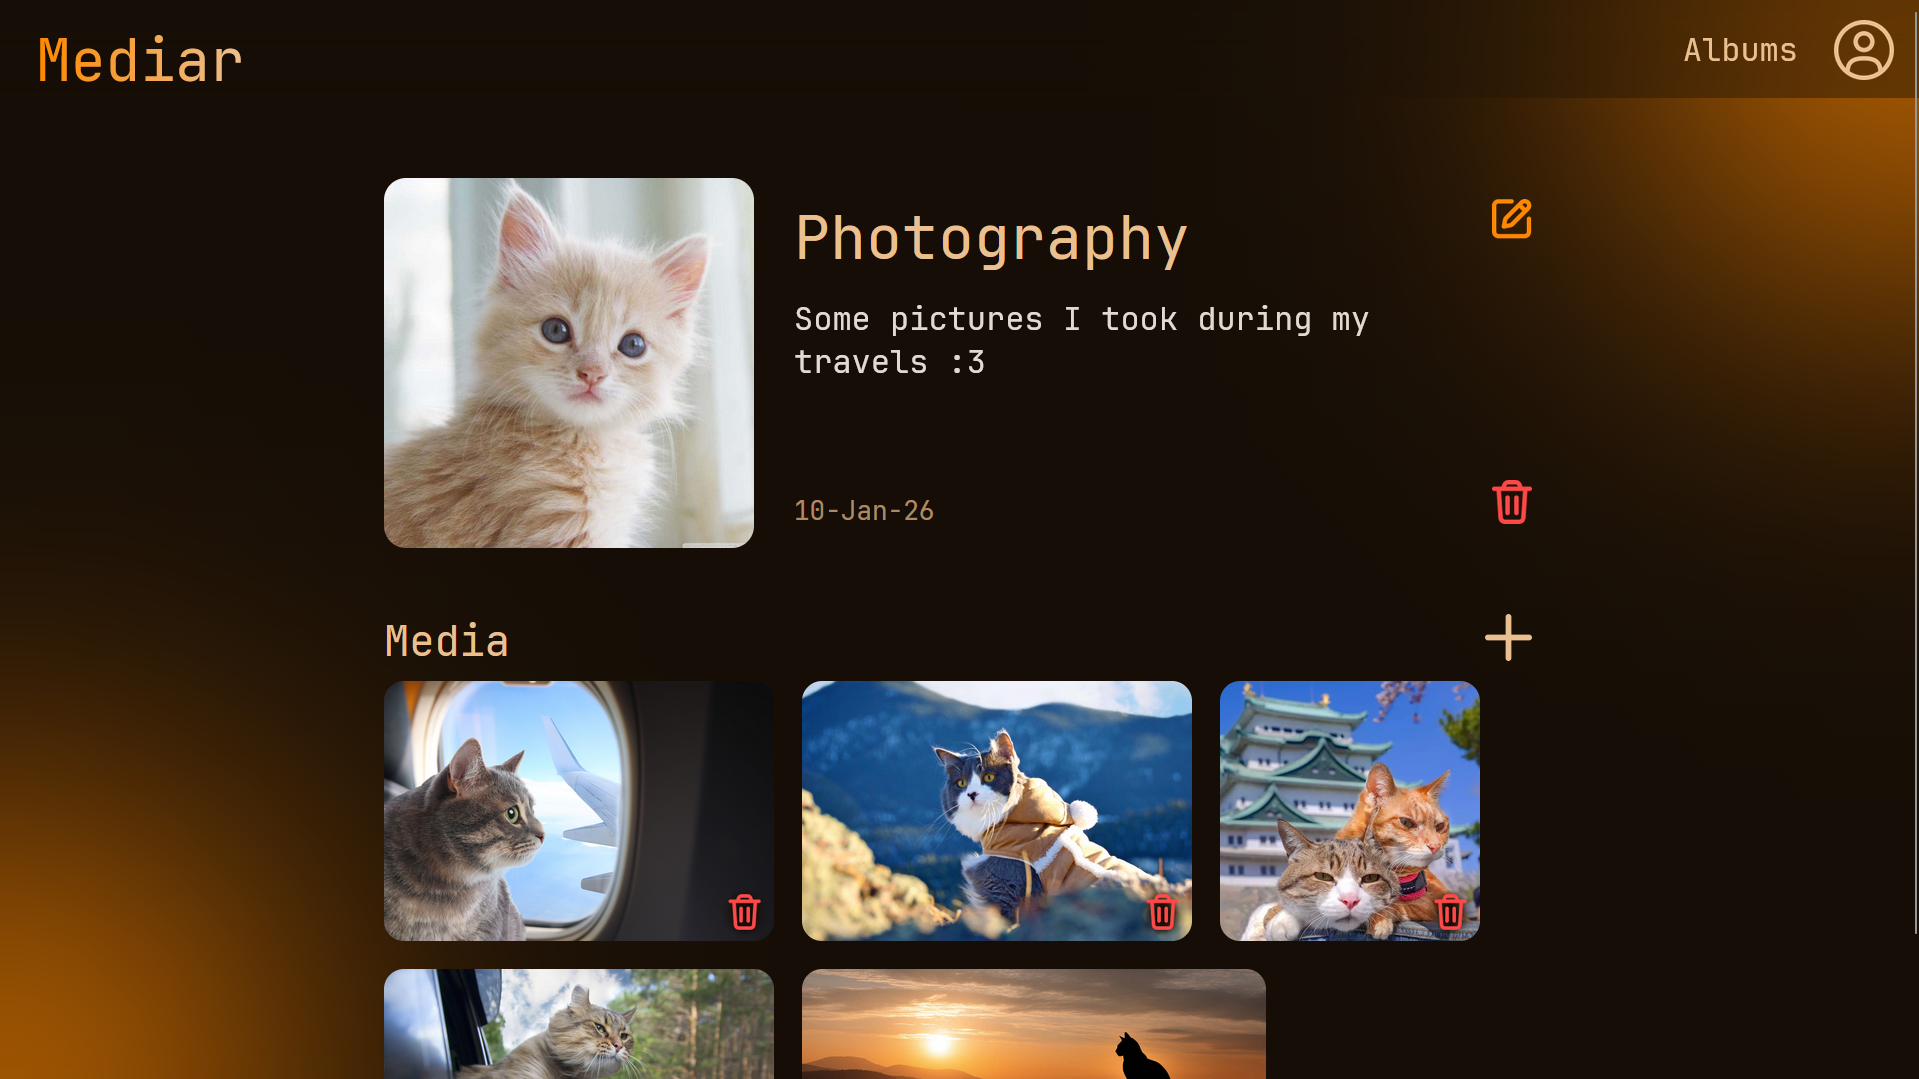 Mediar
Albums
Photography
Some pictures I took during my
travels :3
10-Jan-26
Media